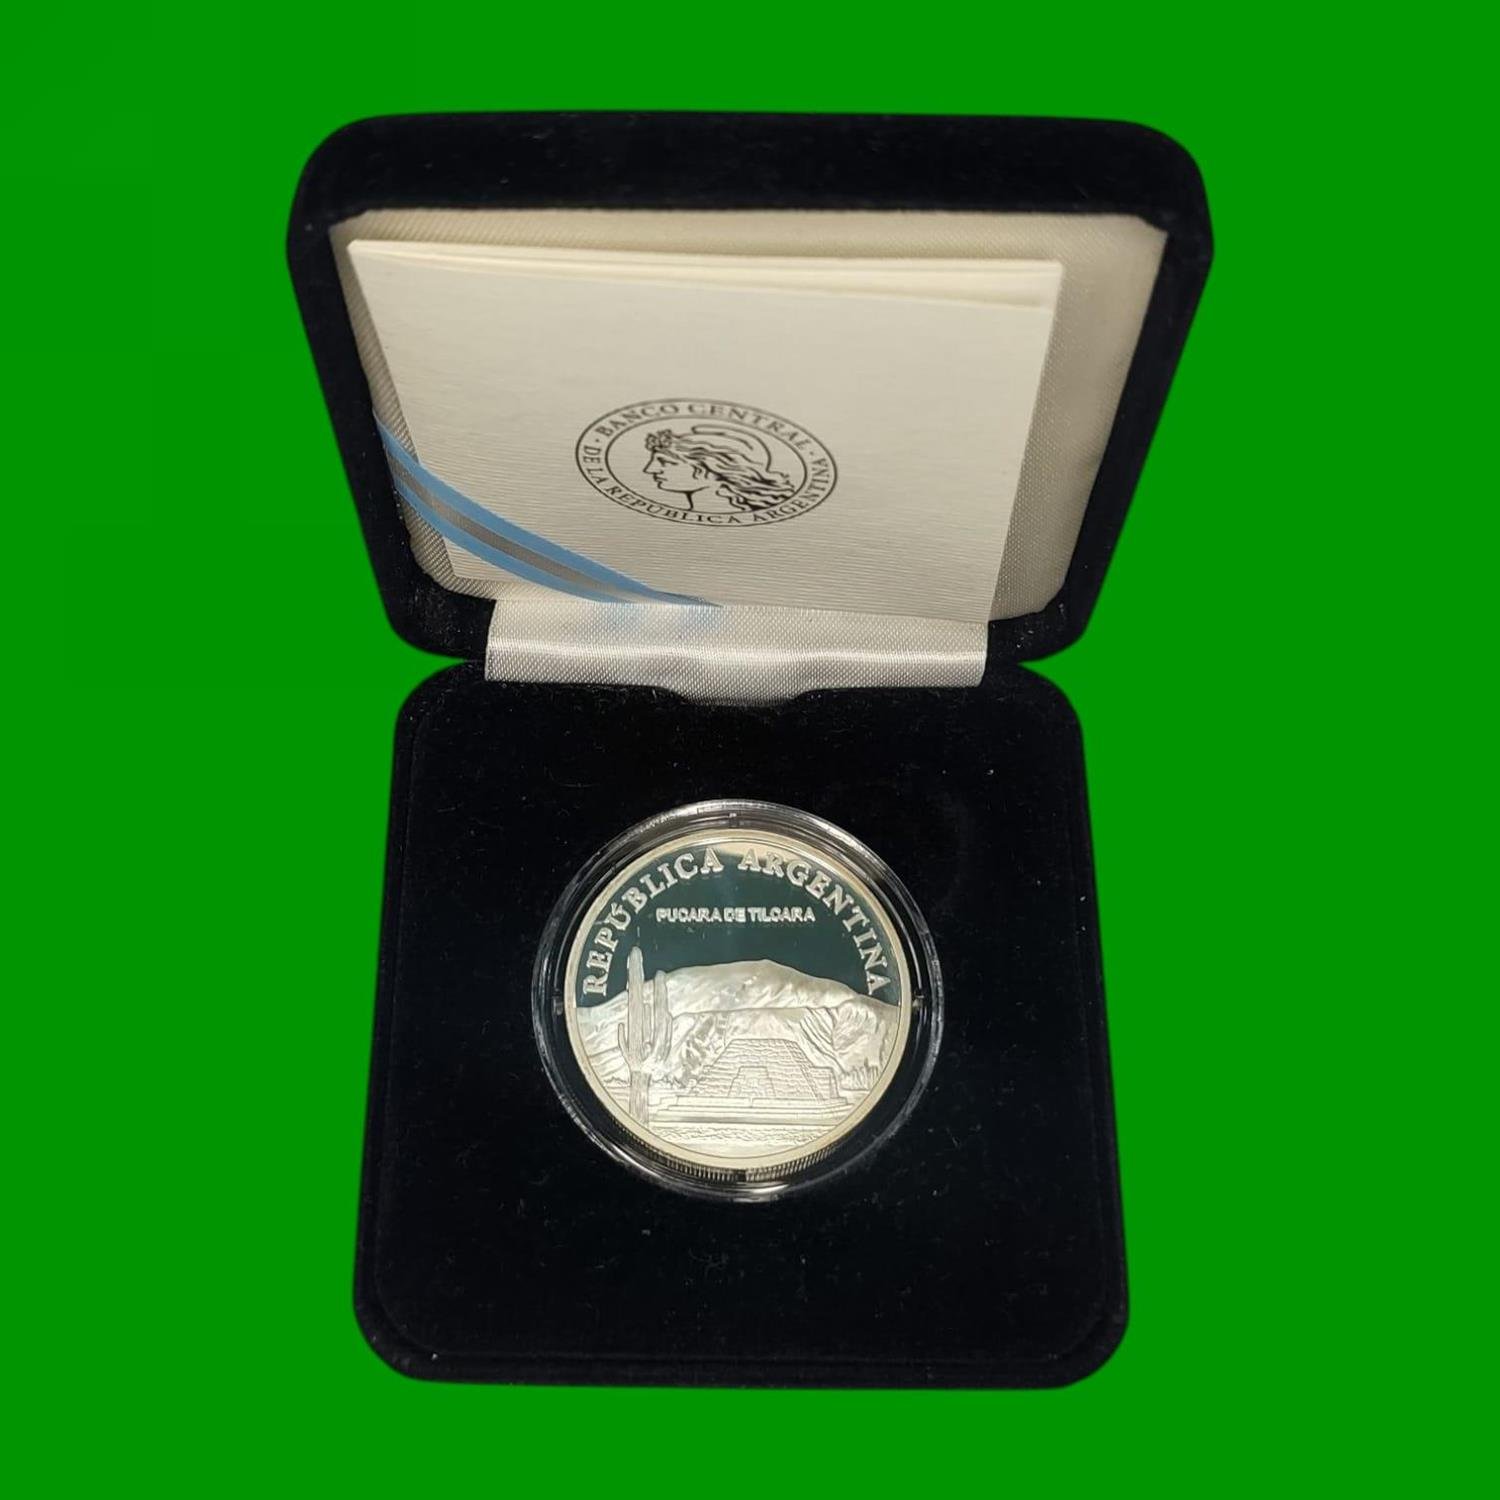 · BANCO CENTRAL ·
DE LA REPÚBLICA ARGENTINA
REPÚBLICA ARGENTINA
PUCARA DE TILCARA